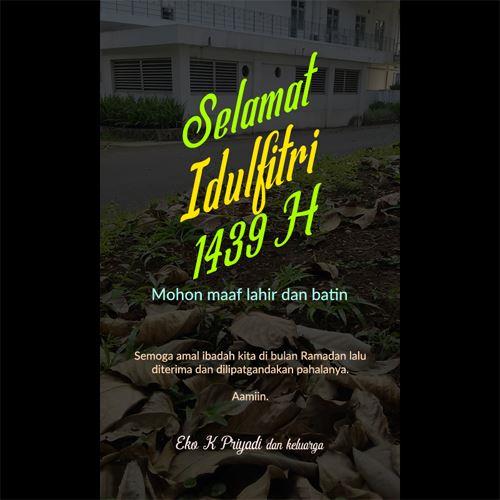 Selamat
Idulfitri
1439 H
Mohon maaf lahir dan batin
Semoga amal ibadah kita di bulan Ramadan lalu
diterima dan dilipatgandakan pahalanya.
Aamiin.
Eko K Priyadi dan keluarga